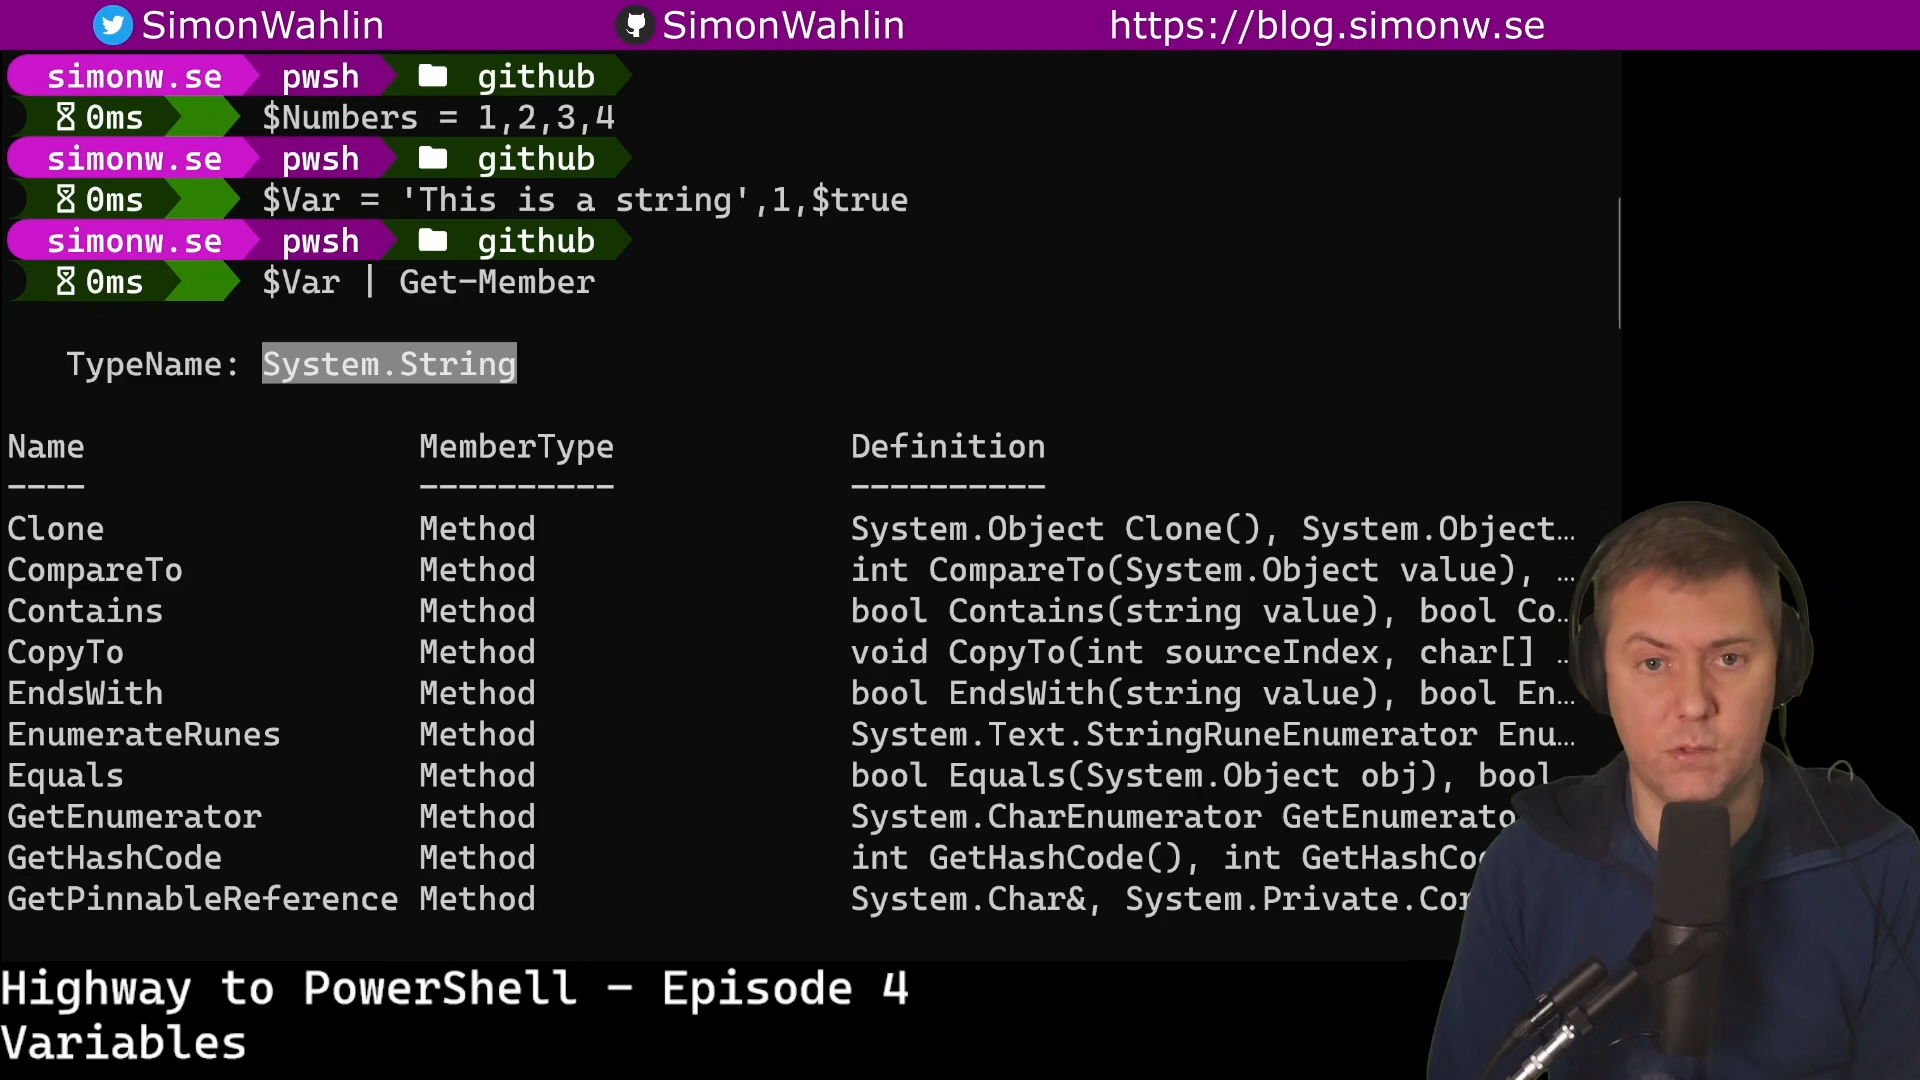 SimonWahlin SimonWahlin https://blog.simonw.se
simonw.se pwsh github
0ms $Numbers = 1,2,3,4
simonw.se pwsh github
0ms $Var = 'This is a string',1,$true
simonw.se pwsh github
0ms $Var | Get-Member
TypeName: System.String
Name MemberType Definition
---- ---------- ----------
Clone Method System.Object Clone(), System.Object…
CompareTo Method int CompareTo(System.Object value), …
Contains Method bool Contains(string value), bool Co…
CopyTo Method void CopyTo(int sourceIndex, char[] …
EndsWith Method bool EndsWith(string value), bool En…
EnumerateRunes Method System.Text.StringRuneEnumerator Enu…
Equals Method bool Equals(System.Object obj), bool
GetEnumerator Method System.CharEnumerator GetEnumerato
GetHashCode Method int GetHashCode(), int GetHashCo
GetPinnableReference Method System.Char&, System.Private.Cor
Highway to PowerShell - Episode 4
Variables